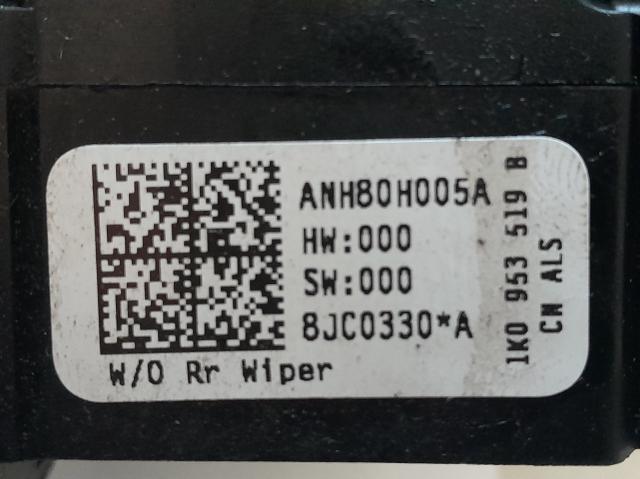 ANH80H005A
HW:000
SW:000
8JC0330*A
W/O Rr Wiper
1K0 953 519 B
CN ALS